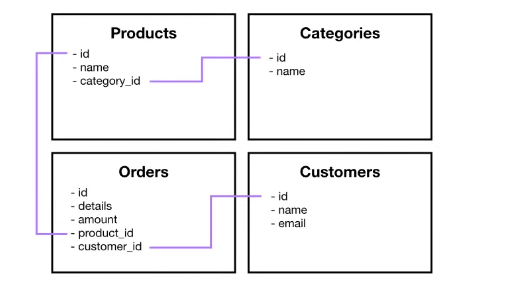 Products
- id
- name
- category_id
Categories
- id
- name
Orders
- id
- details
- amount
- product_id
- customer_id
Customers
- id
- name
- email